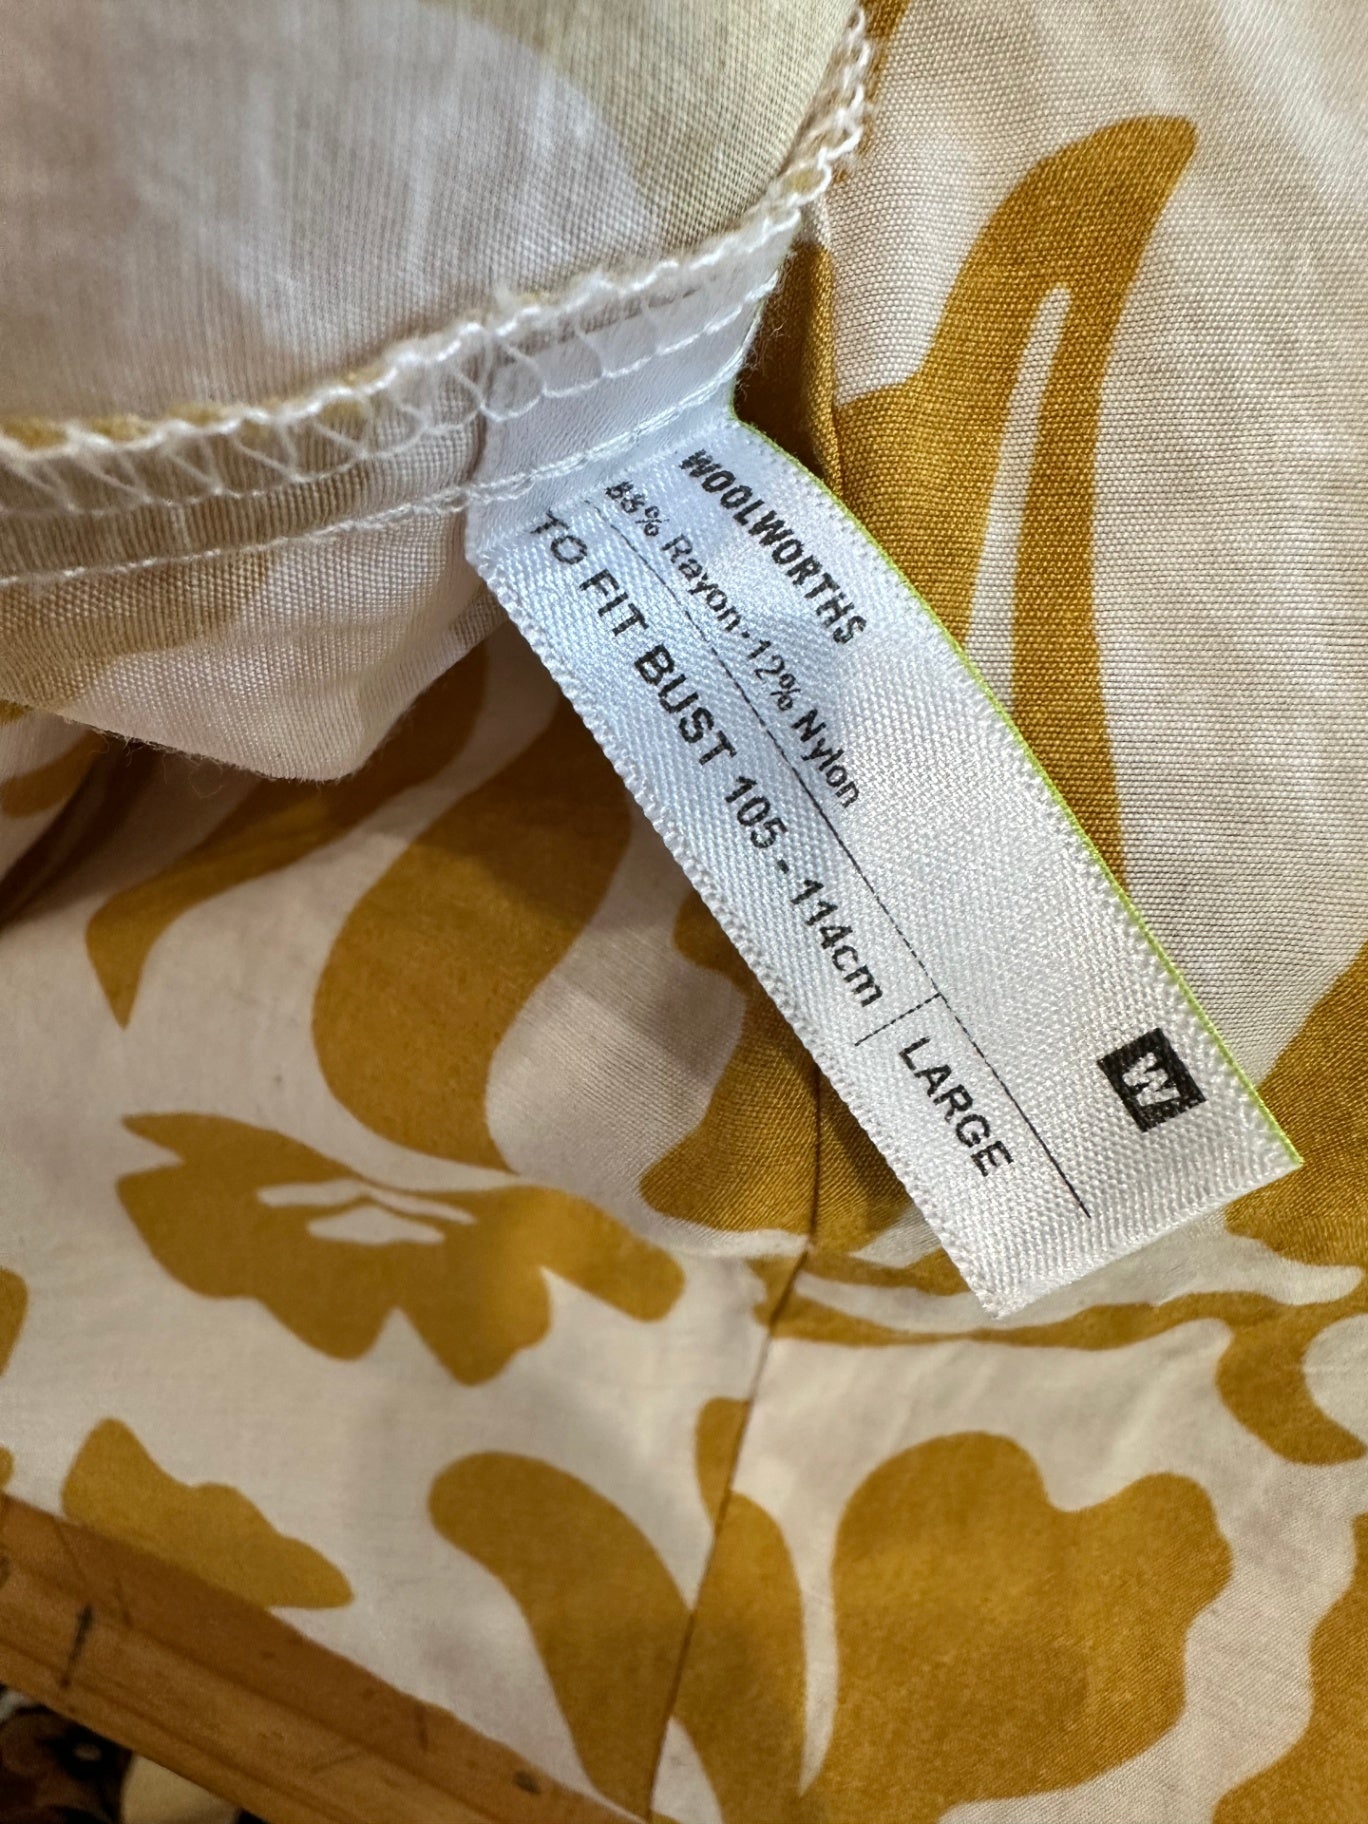 WOOLWORTHS
88% Rayon-12% Nylon
TO FIT BUST 105 - 114cm | LARGE
W